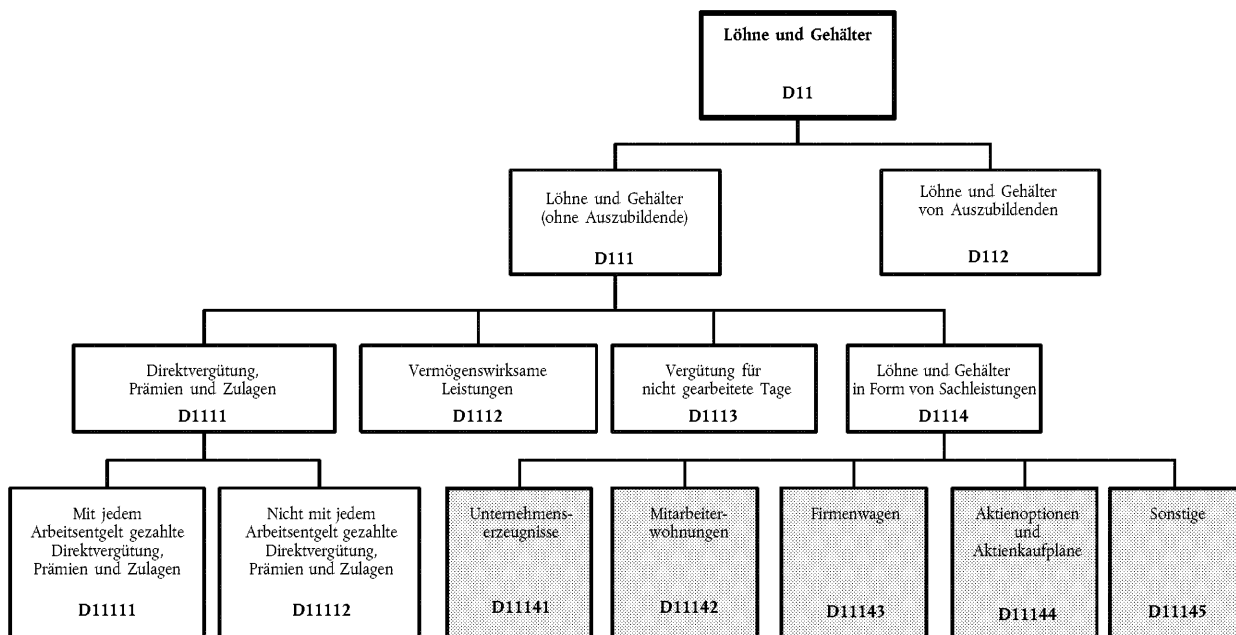 Löhne und Gehälter
D11
Löhne und Gehälter
(ohne Auszubildende)
D111
Löhne und Gehälter
von Auszubildenden
D112
Direktvergütung,
Prämien und Zulagen
D1111
Vermögenswirksame
Leistungen
D1112
Vergütung für
nicht gearbeitete Tage
D1113
Löhne und Gehälter
in Form von Sachleistungen
D1114
Mit jedem
Arbeitsentgelt gezahlte
Direktvergütung,
Prämien und Zulagen
D11111
Nicht mit jedem
Arbeitsentgelt gezahlte
Direktvergütung,
Prämien und Zulagen
D11112
Unternehmens-
erzeugnisse
D11141
Mitarbeiter-
wohnungen
D11142
Firmenwagen
D11143
Aktienoptionen
und
Aktienkaufpläne
D11144
Sonstige
D11145